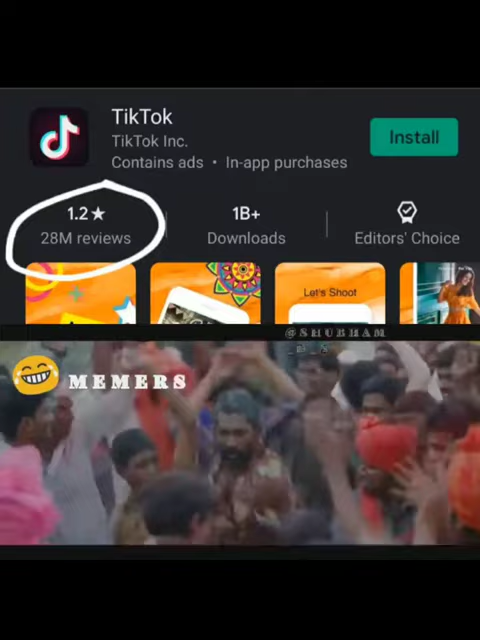 TikTok
TikTok Inc.
Contains ads • In-app purchases
Install
1.2★
28M reviews
1B+
Downloads
Editors' Choice
Let's Shoot
@SHUBHAM
MEMERS